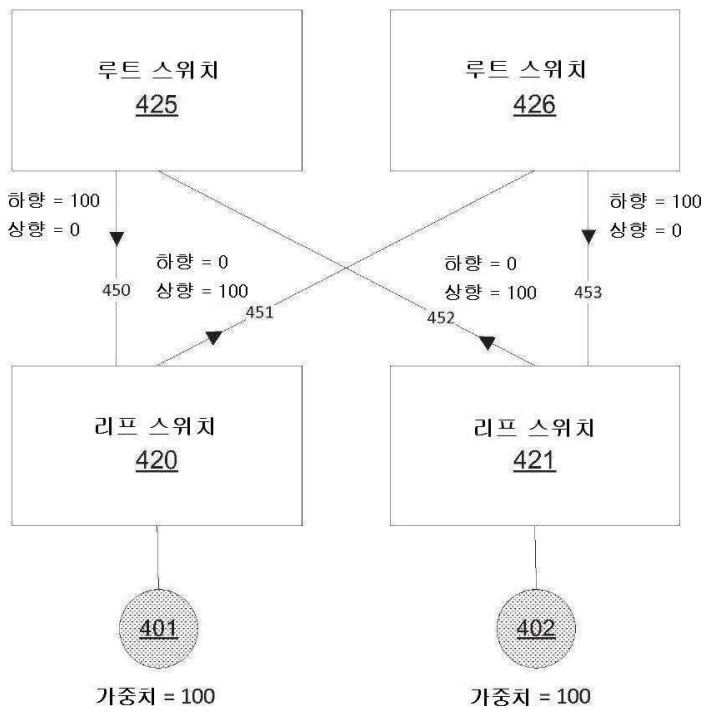 루트 스위치
425
루트 스위치
426
하향 = 100
상향 = 0
하향 = 100
상향 = 0
하향 = 0
상향 = 100
하향 = 0
상향 = 100
450
451
452
453
리프 스위치
420
리프 스위치
421
401
402
가중치 = 100
가중치 = 100